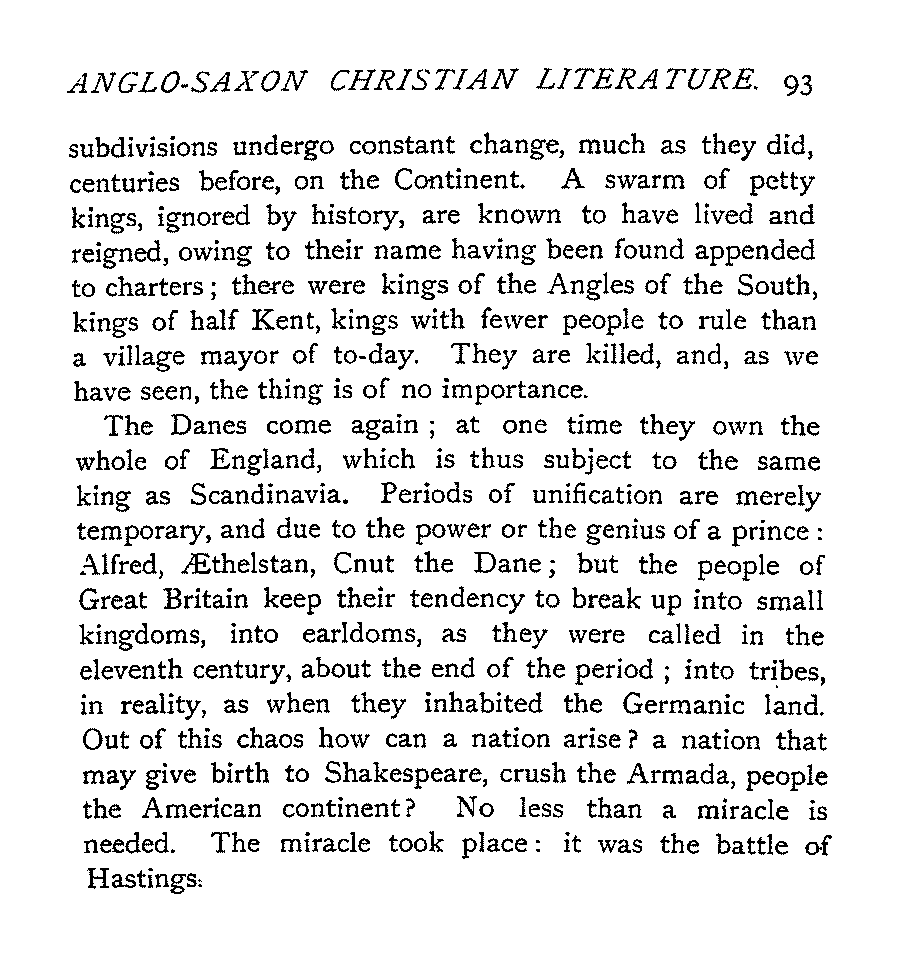 ANGLO-SAXON CHRISTIAN LITERATURE. 93
subdivisions undergo constant change, much as they did,
centuries before, on the Continent. A swarm of petty
kings, ignored by history, are known to have lived and
reigned, owing to their name having been found appended
to charters; there were kings of the Angles of the South,
kings of half Kent, kings with fewer people to rule than
a village mayor of to-day. They are killed, and, as we
have seen, the thing is of no importance.
The Danes come again; at one time they own the
whole of England, which is thus subject to the same
king as Scandinavia. Periods of unification are merely
temporary, and due to the power or the genius of a prince:
Alfred, Æthelstan, Cnut the Dane; but the people of
Great Britain keep their tendency to break up into small
kingdoms, into earldoms, as they were called in the
eleventh century, about the end of the period; into tribes,
in reality, as when they inhabited the Germanic land.
Out of this chaos how can a nation arise? a nation that
may give birth to Shakespeare, crush the Armada, people
the American continent? No less than a miracle is
needed. The miracle took place: it was the battle of
Hastings.